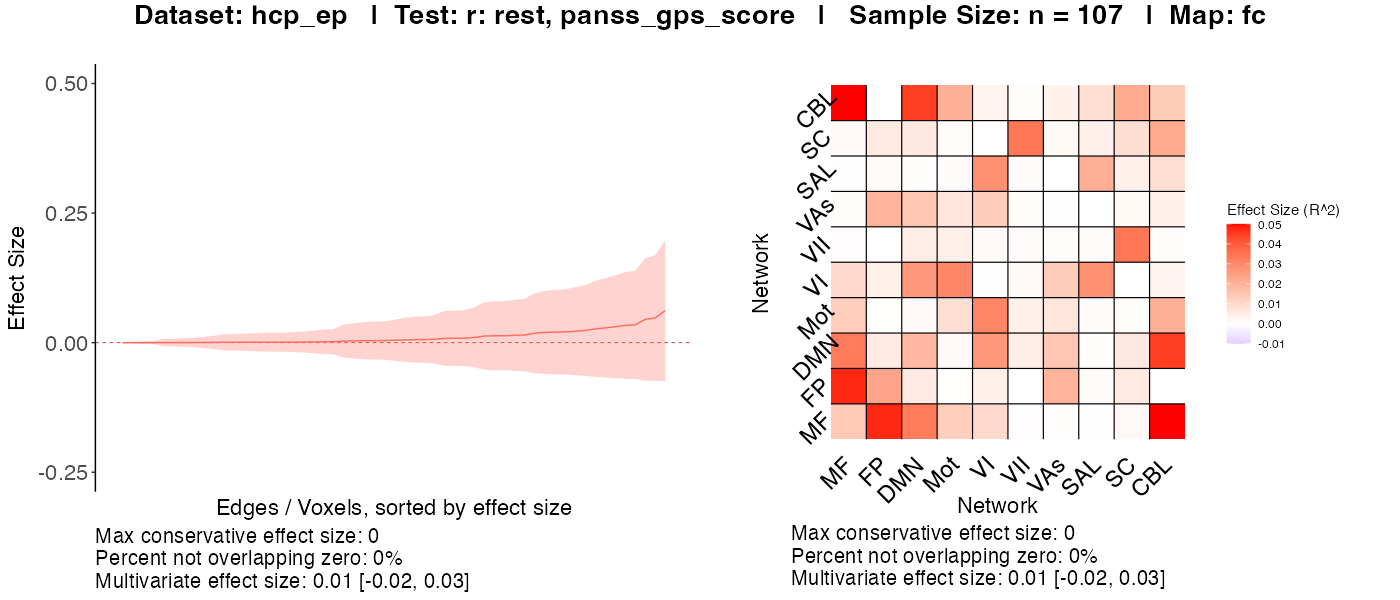 Dataset: hcp_ep | Test: r: rest, panss_gps_score | Sample Size: n = 107 | Map: fc
0.50
0.25
0.00
-0.25
Effect Size
Edges / Voxels, sorted by effect size
Max conservative effect size: 0
Percent not overlapping zero: 0%
Multivariate effect size: 0.01 [-0.02, 0.03]
Network
CBL
SC
SAL
VAs
VII
VI
Mot
DMN
FP
MF
MF FP DMN Mot VI VII VAs SAL SC CBL
Network
Max conservative effect size: 0
Percent not overlapping zero: 0%
Multivariate effect size: 0.01 [-0.02, 0.03]
Effect Size (R^2)
0.05
0.04
0.03
0.02
0.01
0.00
-0.01